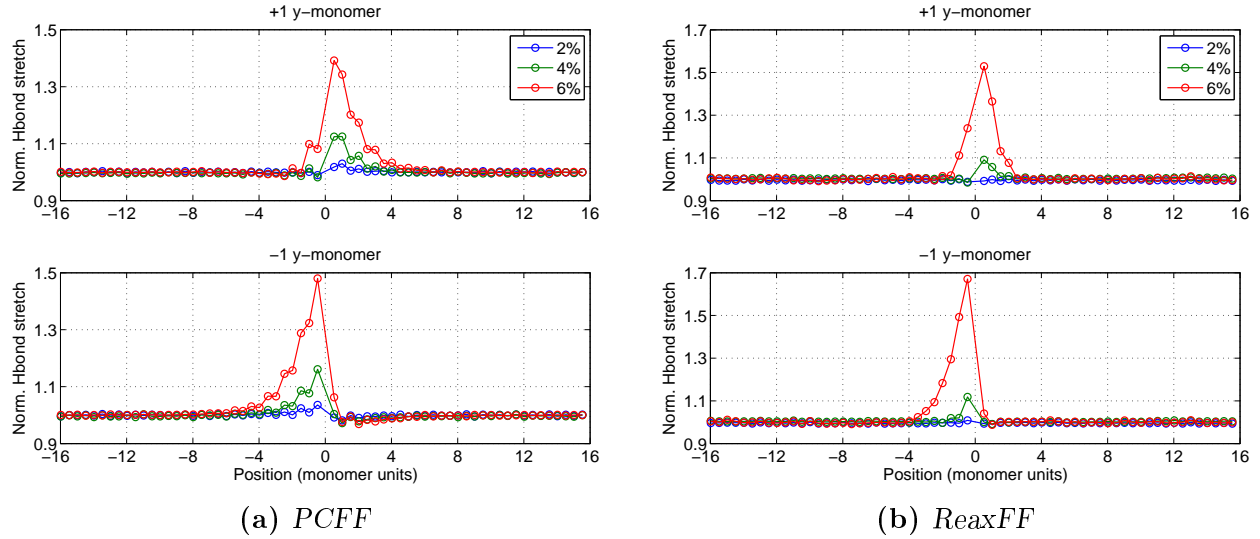 +1 y−monomer
Norm. Hbond stretch
1.5
1.3
1.1
0.9
−16 −12 −8 −4 0 4 8 12 16
2%
4%
6%
−1 y−monomer
Norm. Hbond stretch
1.5
1.3
1.1
0.9
−16 −12 −8 −4 0 4 8 12 16
Position (monomer units)
(a) PCFF
+1 y−monomer
Norm. Hbond stretch
1.7
1.5
1.3
1.1
0.9
−16 −12 −8 −4 0 4 8 12 16
2%
4%
6%
−1 y−monomer
Norm. Hbond stretch
1.7
1.5
1.3
1.1
0.9
−16 −12 −8 −4 0 4 8 12 16
Position (monomer units)
(b) ReaxFF